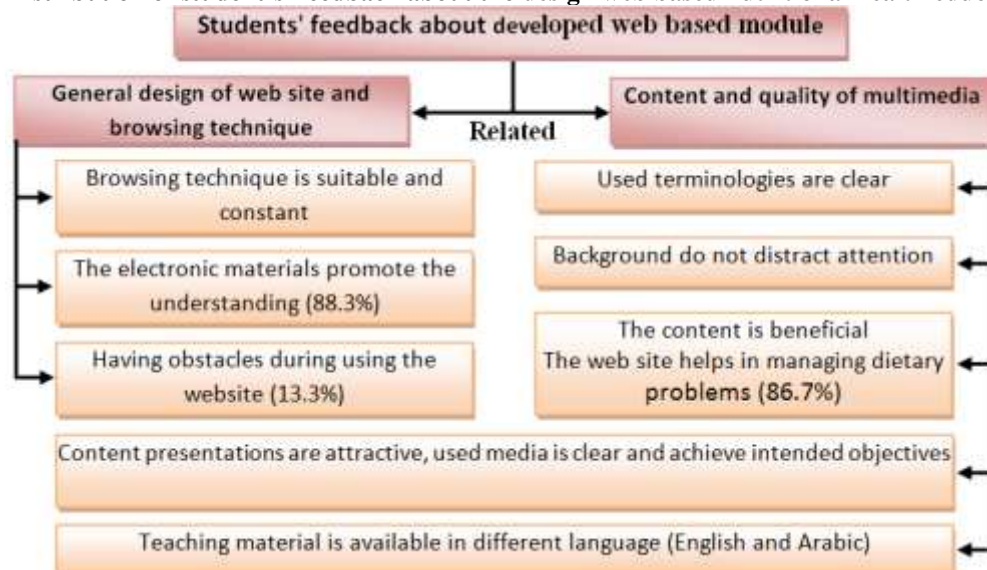 Students' feedback about developed web based module
General design of web site and
browsing technique
Related
Content and quality of multimedia
Browsing technique is suitable and
constant
The electronic materials promote the
understanding (88.3%)
Having obstacles during using the
website (13.3%)
Used terminologies are clear
Background do not distract attention
The content is beneficial
The web site helps in managing dietary
problems (86.7%)
Content presentations are attractive, used media is clear and achieve intended objectives
Teaching material is available in different language (English and Arabic)